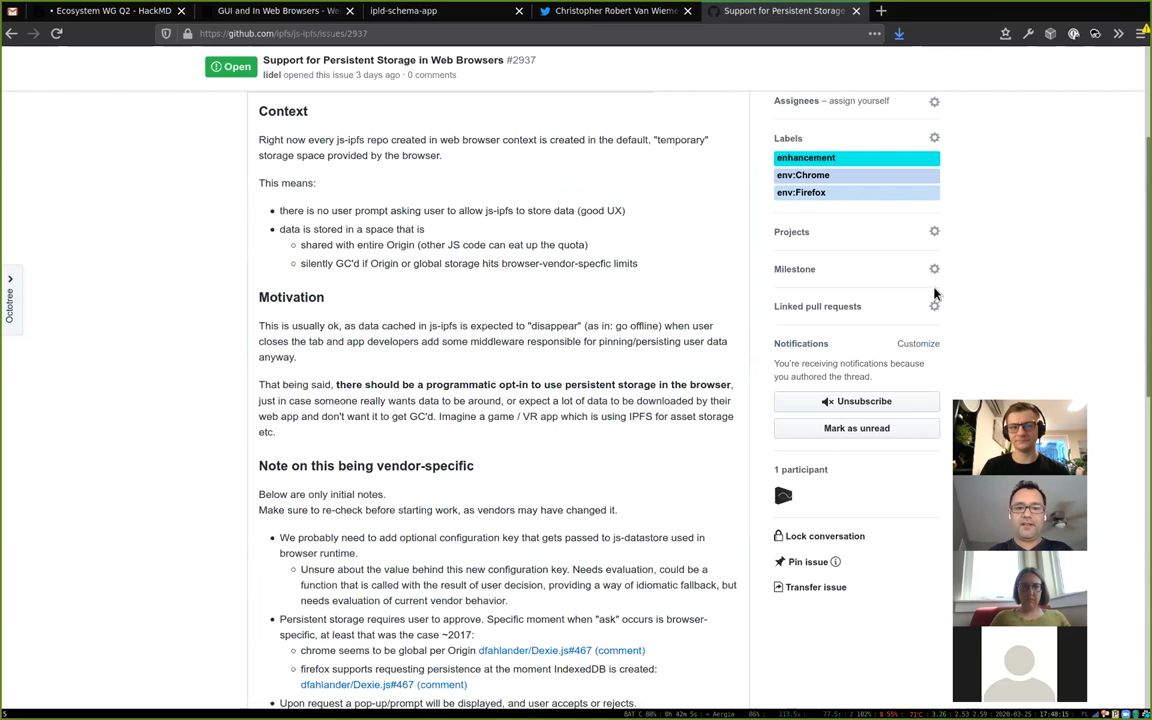 Ecosystem WG Q2 - HackMD
GUI and In Web Browsers - We
ipld-schema-app
Christopher Robert Van Wieme
Support for Persistent Storage
https://github.com/ipfs/js-ipfs/issues/2937
Open
Support for Persistent Storage in Web Browsers #2937
lidel opened this issue 3 days ago · 0 comments
Octotree
Context
Right now every js-ipfs repo created in web browser context is created in the default, "temporary"
storage space provided by the browser.
This means:
• there is no user prompt asking user to allow js-ipfs to store data (good UX)
• data is stored in a space that is
○ shared with entire Origin (other JS code can eat up the quota)
○ silently GC'd if Origin or global storage hits browser-vendor-specfic limits
Motivation
This is usually ok, as data cached in js-ipfs is expected to "disappear" (as in: go offline) when user
closes the tab and app developers add some middleware responsible for pinning/persisting user data
anyway.
That being said, there should be a programmatic opt-in to use persistent storage in the browser,
just in case someone really wants data to be around, or expect a lot of data to be downloaded by their
web app and don't want it to get GC'd. Imagine a game / VR app which is using IPFS for asset storage
etc.
Note on this being vendor-specific
Below are only initial notes.
Make sure to re-check before starting work, as vendors may have changed it.
• We probably need to add optional configuration key that gets passed to js-datastore used in
browser runtime.
○ Unsure about the value behind this new configuration key. Needs evaluation, could be a
function that is called with the result of user decision, providing a way of idiomatic fallback, but
needs evaluation of current vendor behavior.
• Persistent storage requires user to approve. Specific moment when "ask" occurs is browser-
specific, at least that was the case ~2017:
○ chrome seems to be global per Origin dfahlander/Dexie.js#467 (comment)
○ firefox supports requesting persistence at the moment IndexedDB is created:
dfahlander/Dexie.js#467 (comment)
• Upon request a pop-up/prompt will be displayed, and user accepts or rejects.
Assignees – assign yourself
Labels
enhancement
env:Chrome
env:Firefox
Projects
Milestone
Linked pull requests
Notifications
Customize
You're receiving notifications because
you authored the thread.
Unsubscribe
Mark as unread
1 participant
Lock conversation
Pin issue
Transfer issue
5
2020-03-25
17:48:15